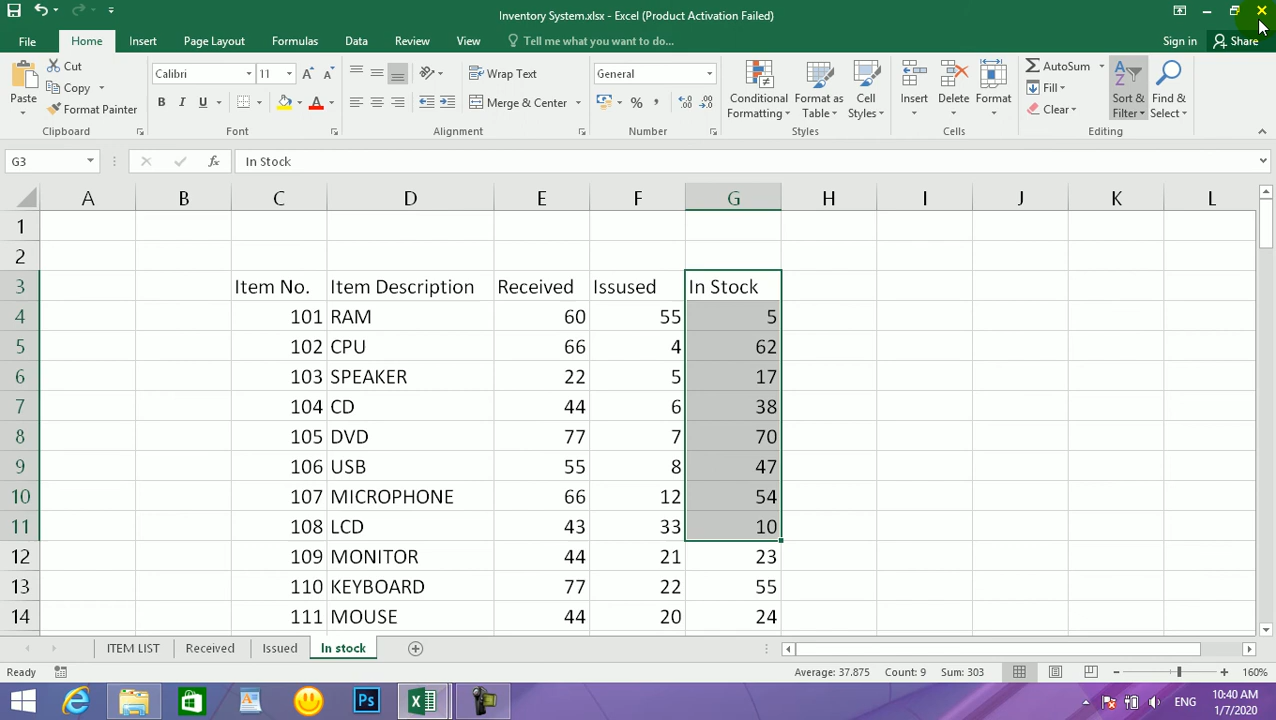 Inventory System.xlsx - Excel (Product Activation Failed)
File Home Insert Page Layout Formulas Data Review View Tell me what you want to do... Sign in Share
Paste Cut Copy Format Painter Clipboard
Calibri 11 B I U A A A Font
Wrap Text Merge & Center Alignment
General % , Number
Conditional Formatting Format as Table Cell Styles Styles
Insert Delete Format Cells
AutoSum Fill Clear Sort & Filter Find & Select Editing
G3 fx In Stock
A B C D E F G H I J K L
1
2
3 Item No. Item Description Received Issused In Stock
4 101 RAM 60 55 5
5 102 CPU 66 4 62
6 103 SPEAKER 22 5 17
7 104 CD 44 6 38
8 105 DVD 77 7 70
9 106 USB 55 8 47
10 107 MICROPHONE 66 12 54
11 108 LCD 43 33 10
12 109 MONITOR 44 21 23
13 110 KEYBOARD 77 22 55
14 111 MOUSE 44 20 24
ITEM LIST Received Issued In stock
Ready Average: 37.875 Count: 9 Sum: 303 160%
Ps ENG 10:40 AM
1/7/2020